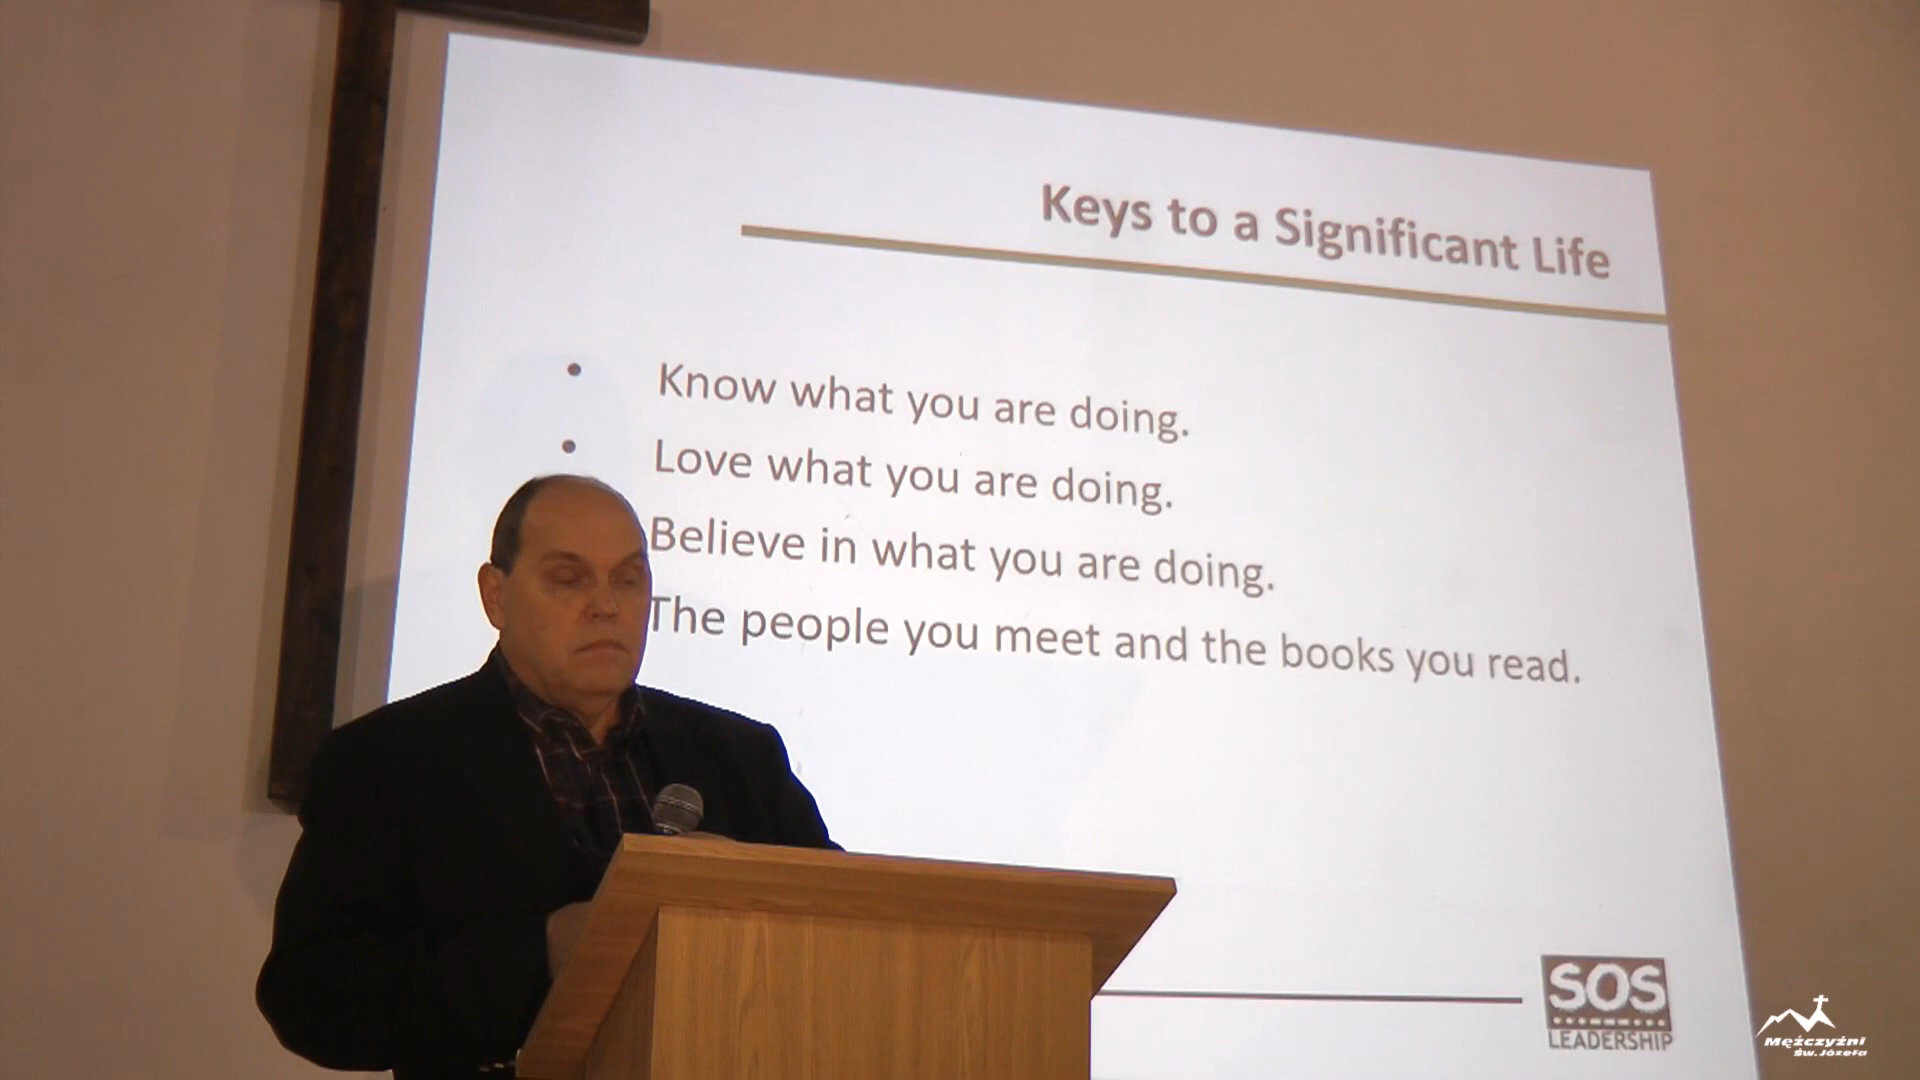 Keys to a Significant Life
• Know what you are doing.
• Love what you are doing.
Believe in what you are doing.
The people you meet and the books you read.
SOS
LEADERSHIP
Mężczyźni
Św. Józefa